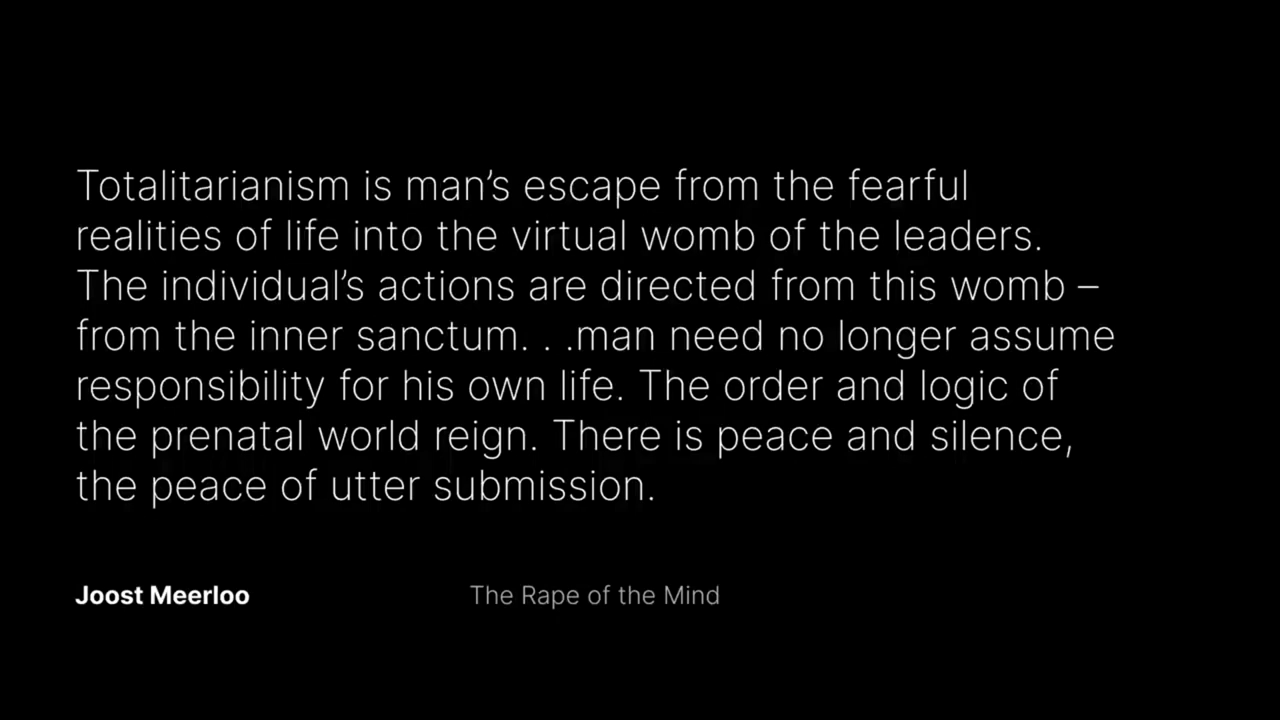 Totalitarianism is man’s escape from the fearful
realities of life into the virtual womb of the leaders.
The individual’s actions are directed from this womb –
from the inner sanctum. . .man need no longer assume
responsibility for his own life. The order and logic of
the prenatal world reign. There is peace and silence,
the peace of utter submission.
Joost Meerloo
The Rape of the Mind